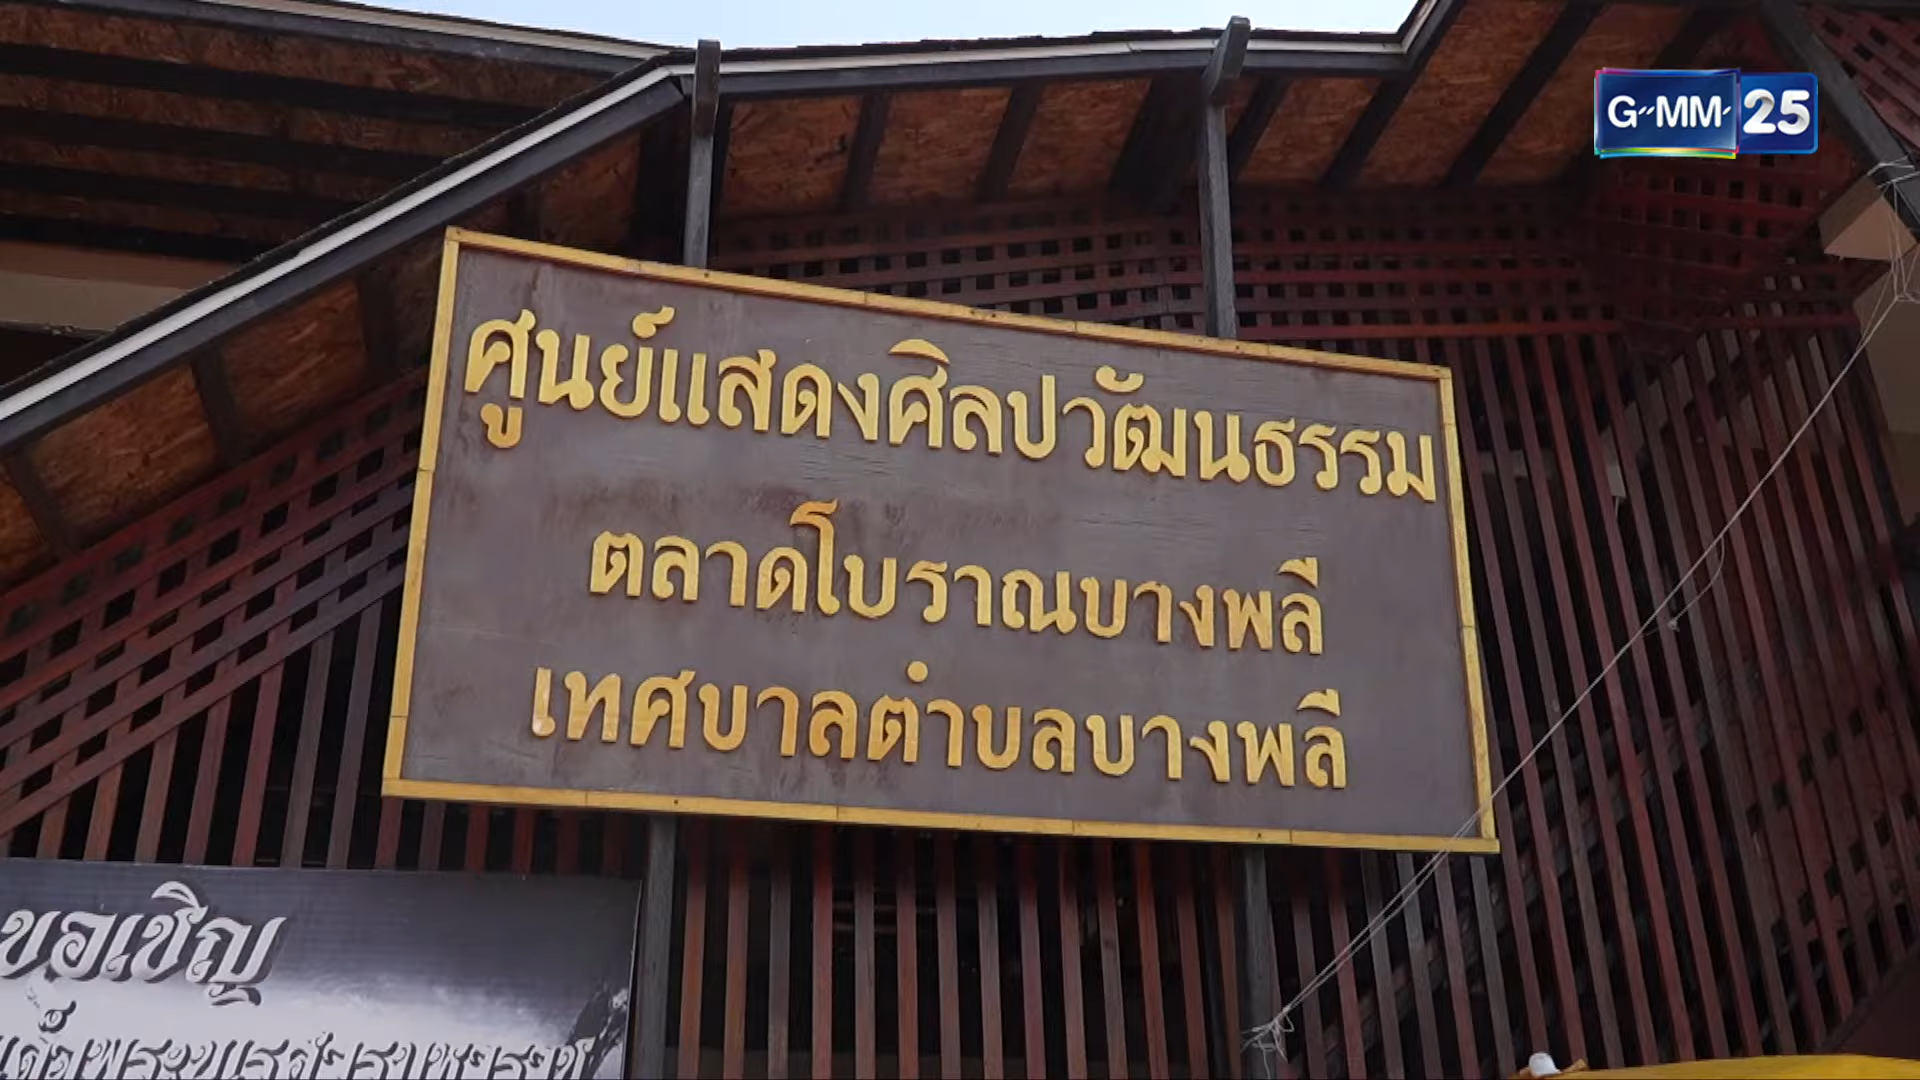 G-MM- 25
ศูนย์แสดงศิลปวัฒนธรรม
ตลาดโบราณบางพลี
เทศบาลตำบลบางพลี
ขอเชิญ